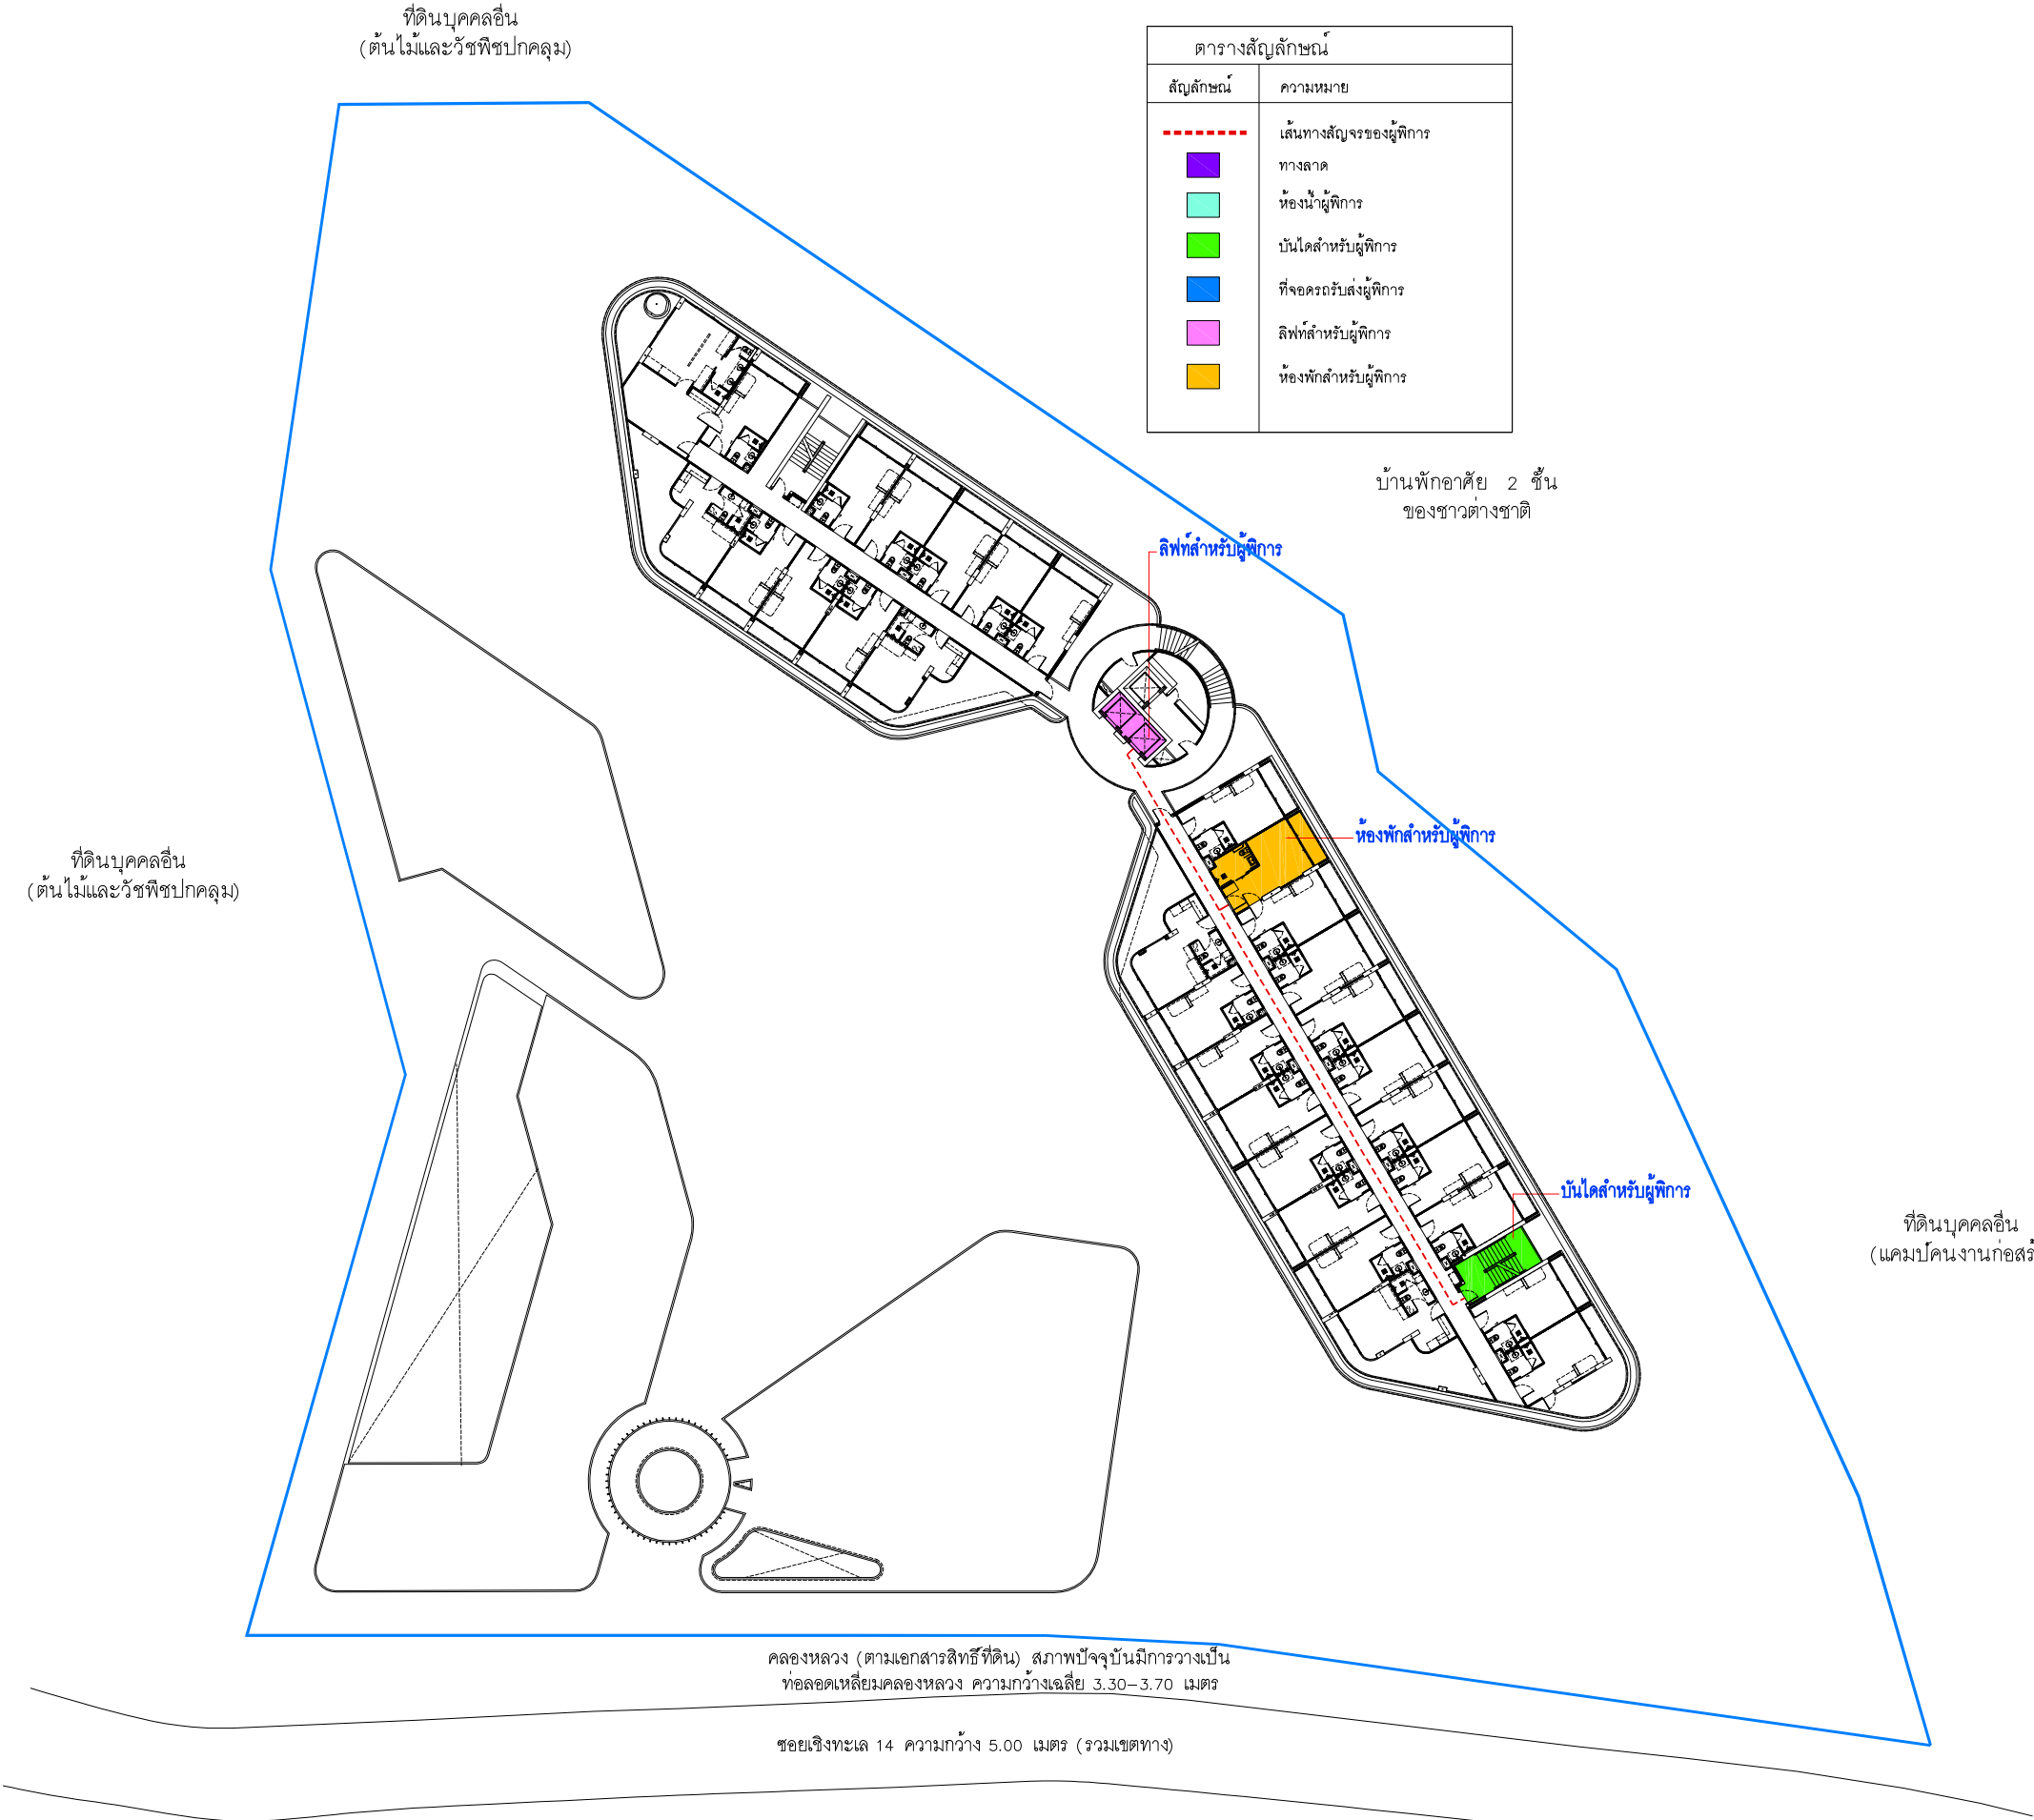 ที่ดินบุคคลอื่น
(ต้นไม้และวัชพืชปกคลุม)
ตารางสัญลักษณ์
สัญลักษณ์ ความหมาย
เส้นทางสัญจรของผู้พิการ
ทางลาด
ห้องน้ำผู้พิการ
บันไดสำหรับผู้พิการ
ที่จอดรถรับส่งผู้พิการ
ลิฟท์สำหรับผู้พิการ
ห้องพักสำหรับผู้พิการ
บ้านพักอาศัย 2 ชั้น
ของชาวต่างชาติ
ลิฟท์สำหรับผู้พิการ
ห้องพักสำหรับผู้พิการ
ที่ดินบุคคลอื่น
(ต้นไม้และวัชพืชปกคลุม)
บันไดสำหรับผู้พิการ
ที่ดินบุคคลอื่น
(แคมป์คนงานก่อสร้
คลองหลวง (ตามเอกสารสิทธิ์ที่ดิน) สภาพปัจจุบันมีการวางเป็น
ท่อลอดเหลี่ยมคลองหลวง ความกว้างเฉลี่ย 3.30-3.70 เมตร
ซอยเชิงทะเล 14 ความกว้าง 5.00 เมตร (รวมเขตทาง)